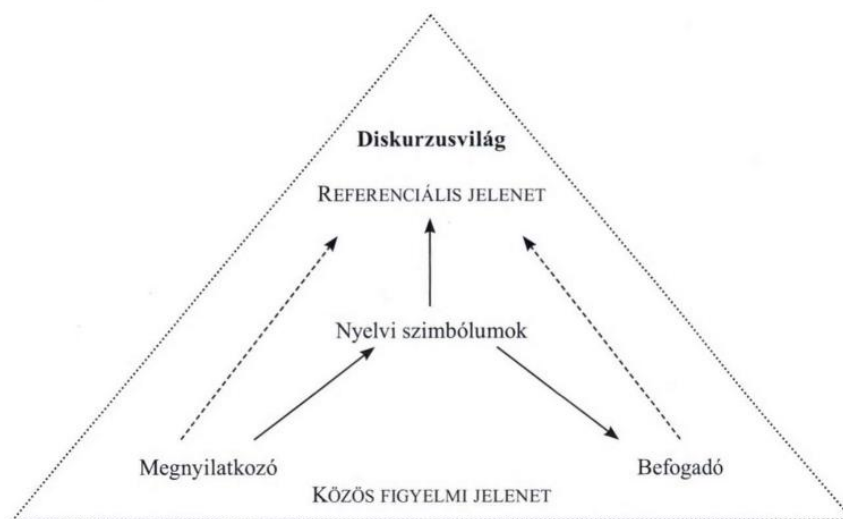 Diskurzusvilág
REFERENCIÁLIS JELENET
Nyelvi szimbólumok
Megnyilatkozó
Befogadó
KÖZÖS FIGYELMI JELENET